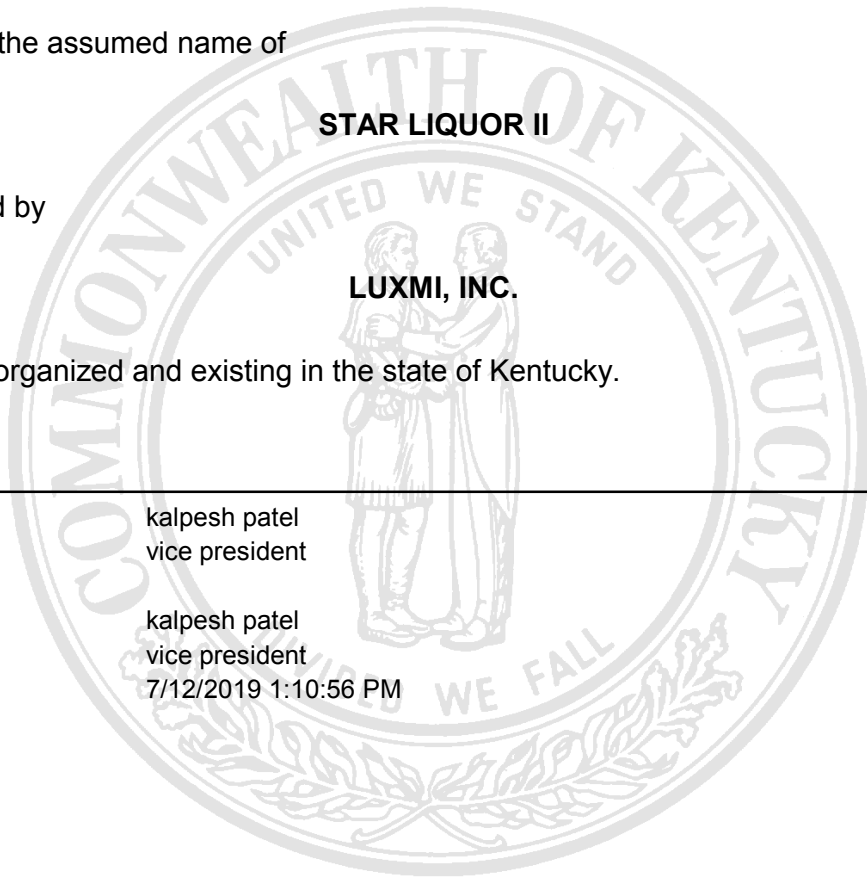 the assumed name of
STAR LIQUOR II
d by
LUXMI, INC.
organized and existing in the state of Kentucky.
kalpesh patel
vice president
kalpesh patel
vice president
7/12/2019 1:10:56 PM
COMMONWEALTH OF KENTUCKY
UNITED WE STAND
DIVIDED WE FALL